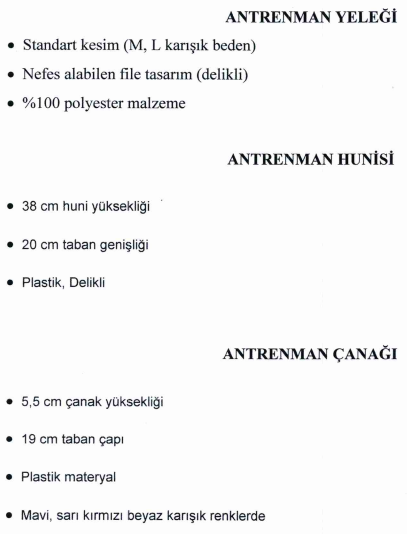 ANTRENMAN YELEĞİ
• Standart kesim (M, L karışık beden)
• Nefes alabilen file tasarım (delikli)
• %100 polyester malzeme
ANTRENMAN HUNİSİ
• 38 cm huni yüksekliği
• 20 cm taban genişliği
• Plastik, Delikli
ANTRENMAN ÇANAĞI
• 5,5 cm çanak yüksekliği
• 19 cm taban çapı
• Plastik materyal
• Mavi, sarı kırmızı beyaz karışık renklerde